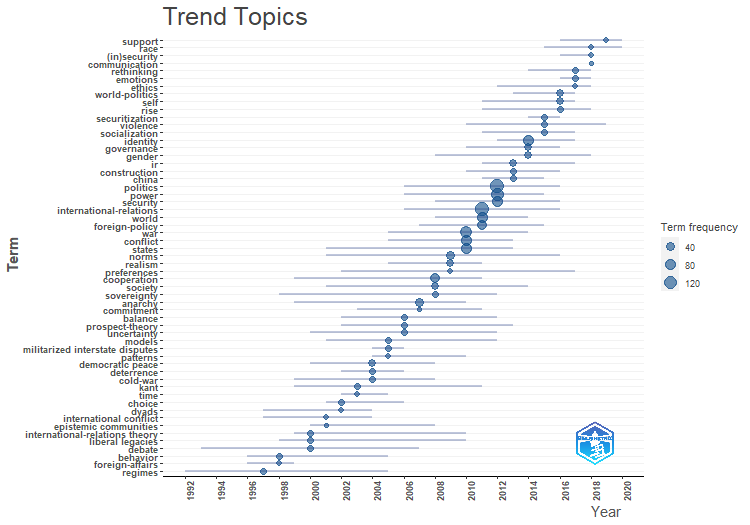 Trend Topics
support
race
(in)security
communication
rethinking
emotions
ethics
world-politics
self
rise
securitization
violence
socialization
identity
governance
gender
ir
construction
china
politics
power
security
international-relations
world
foreign-policy
war
conflict
states
norms
realism
preferences
cooperation
society
sovereignty
anarchy
commitment
balance
prospect-theory
uncertainty
models
militarized interstate disputes
patterns
democratic peace
deterrence
cold-war
kant
time
choice
dyads
international conflict
epistemic communities
international-relations theory
liberal legacies
debate
behavior
foreign-affairs
regimes
Term
1992 1994 1996 1998 2000 2002 2004 2006 2008 2010 2012 2014 2016 2018 2020
Year
Term frequency
40
80
120